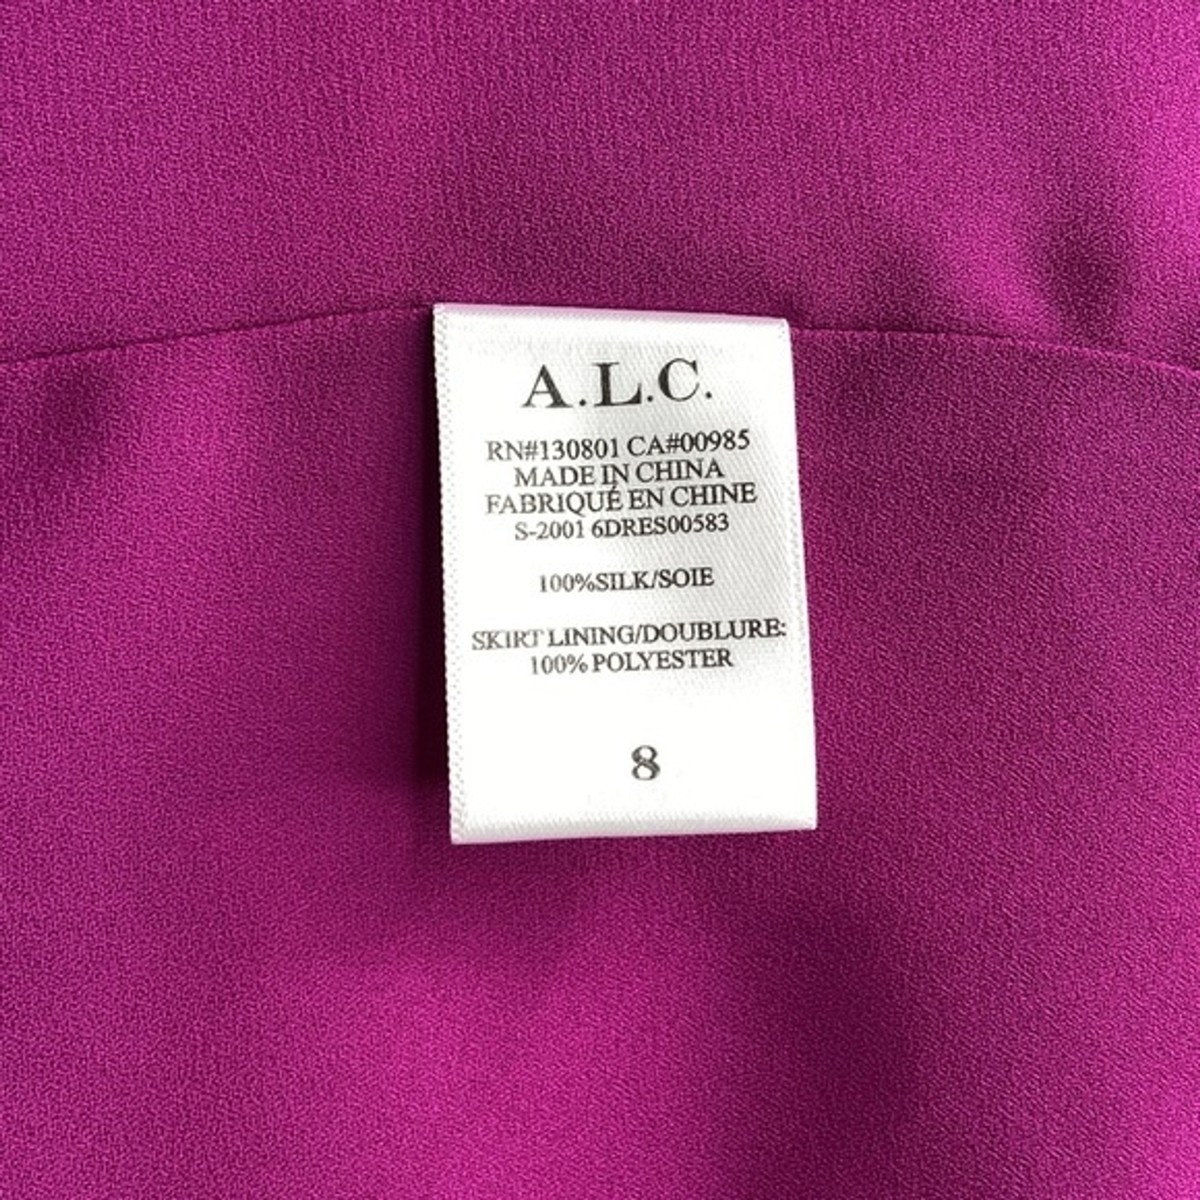 A.L.C.
RN#130801 CA#00985
MADE IN CHINA
FABRIQUÉ EN CHINE
S-2001 6DRES00583
100%SILK/SOIE
SKIRT LINING/DOUBLURE:
100% POLYESTER
8